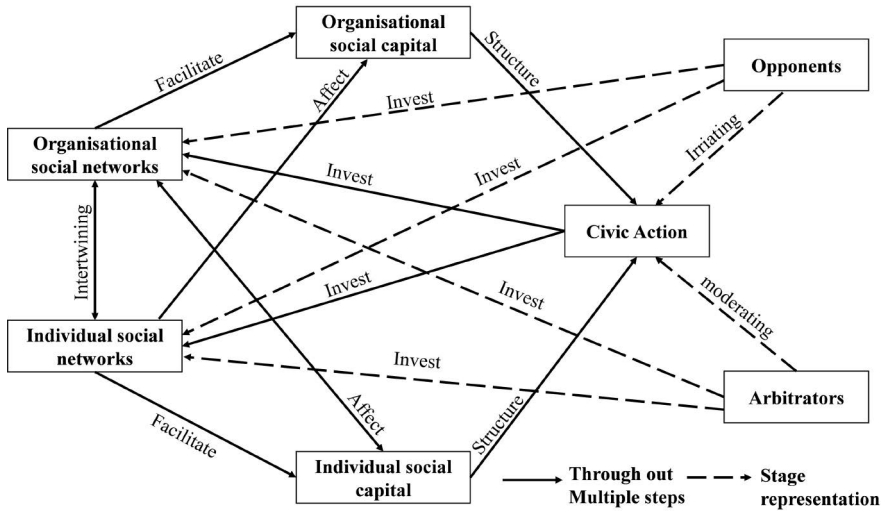 Organisational
social capital
Opponents
Facilitate
Affect
Structure
Invest
Irriating
Organisational
social networks
Invest
Invest
Civic Action
Intertwining
Invest
Invest
moderating
Individual social
networks
Invest
Arbitrators
Facilitate
Affect
Structure
Individual social
capital
Through out
Multiple steps
Stage
representation